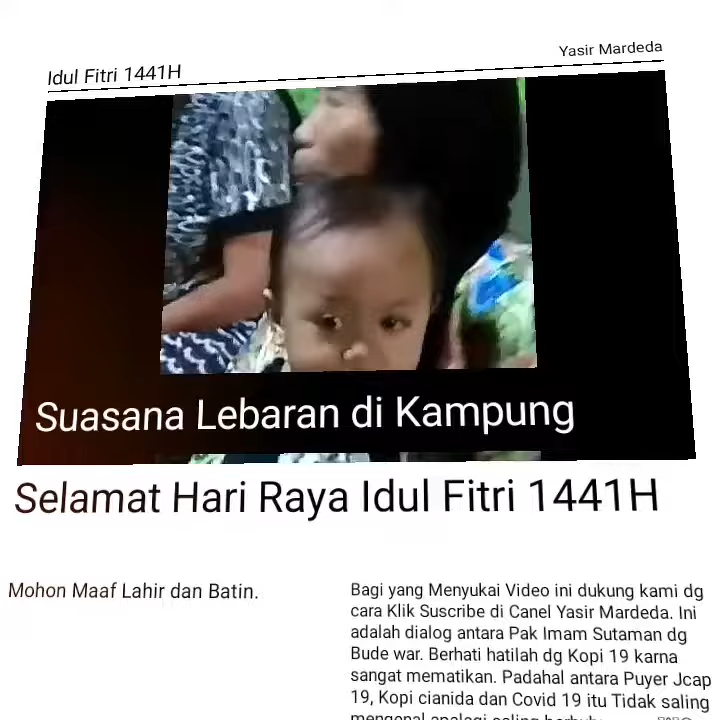 Idul Fitri 1441H
Yasir Mardeda
Suasana Lebaran di Kampung
Selamat Hari Raya Idul Fitri 1441H
Mohon Maaf Lahir dan Batin.
Bagi yang Menyukai Video ini dukung kami dg
cara Klik Suscribe di Canel Yasir Mardeda. Ini
adalah dialog antara Pak Imam Sutaman dg
Bude war. Berhati hatilah dg Kopi 19 karna
sangat mematikan. Padahal antara Puyer Jcap
19, Kopi cianida dan Covid 19 itu Tidak saling
mengenal apalagi saling